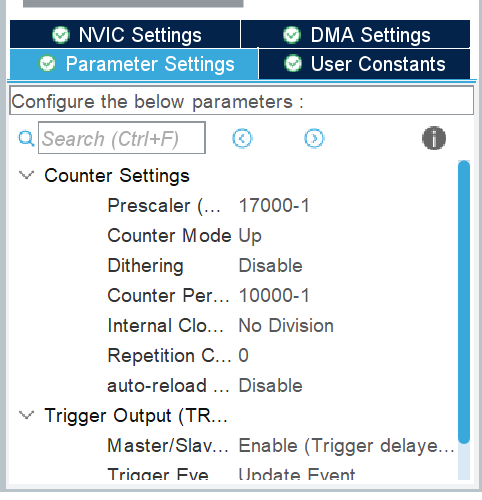 NVIC Settings DMA Settings
Parameter Settings User Constants
Configure the below parameters :
Search (Ctrl+F) i
Counter Settings
Prescaler (... 17000-1
Counter Mode Up
Dithering Disable
Counter Per... 10000-1
Internal Clo... No Division
Repetition C... 0
auto-reload ... Disable
Trigger Output (TR...
Master/Slav... Enable (Trigger delaye...
Trigger Eve... Update Event